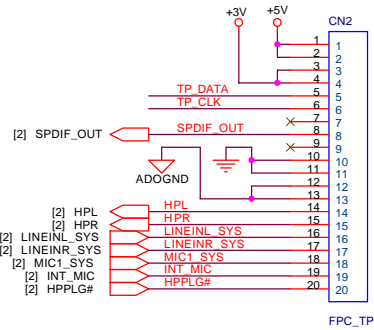 +3V +5V CN2
1 1
2 2
3 3
4 4
TP_DATA 5 5
TP_CLK 6 6
7 7
[2] SPDIF_OUT SPDIF_OUT 8 8
9 9
10 10
11 11
ADOGND 12 12
13 13
[2] HPL HPL 14 14
[2] HPR HPR 15 15
[2] LINEINL_SYS LINEINL_SYS 16 16
[2] LINEINR_SYS LINEINR_SYS 17 17
[2] MIC1_SYS MIC1_SYS 18 18
[2] INT_MIC INT_MIC 19 19
[2] HPPLG# HPPLG# 20 20
FPC_TP